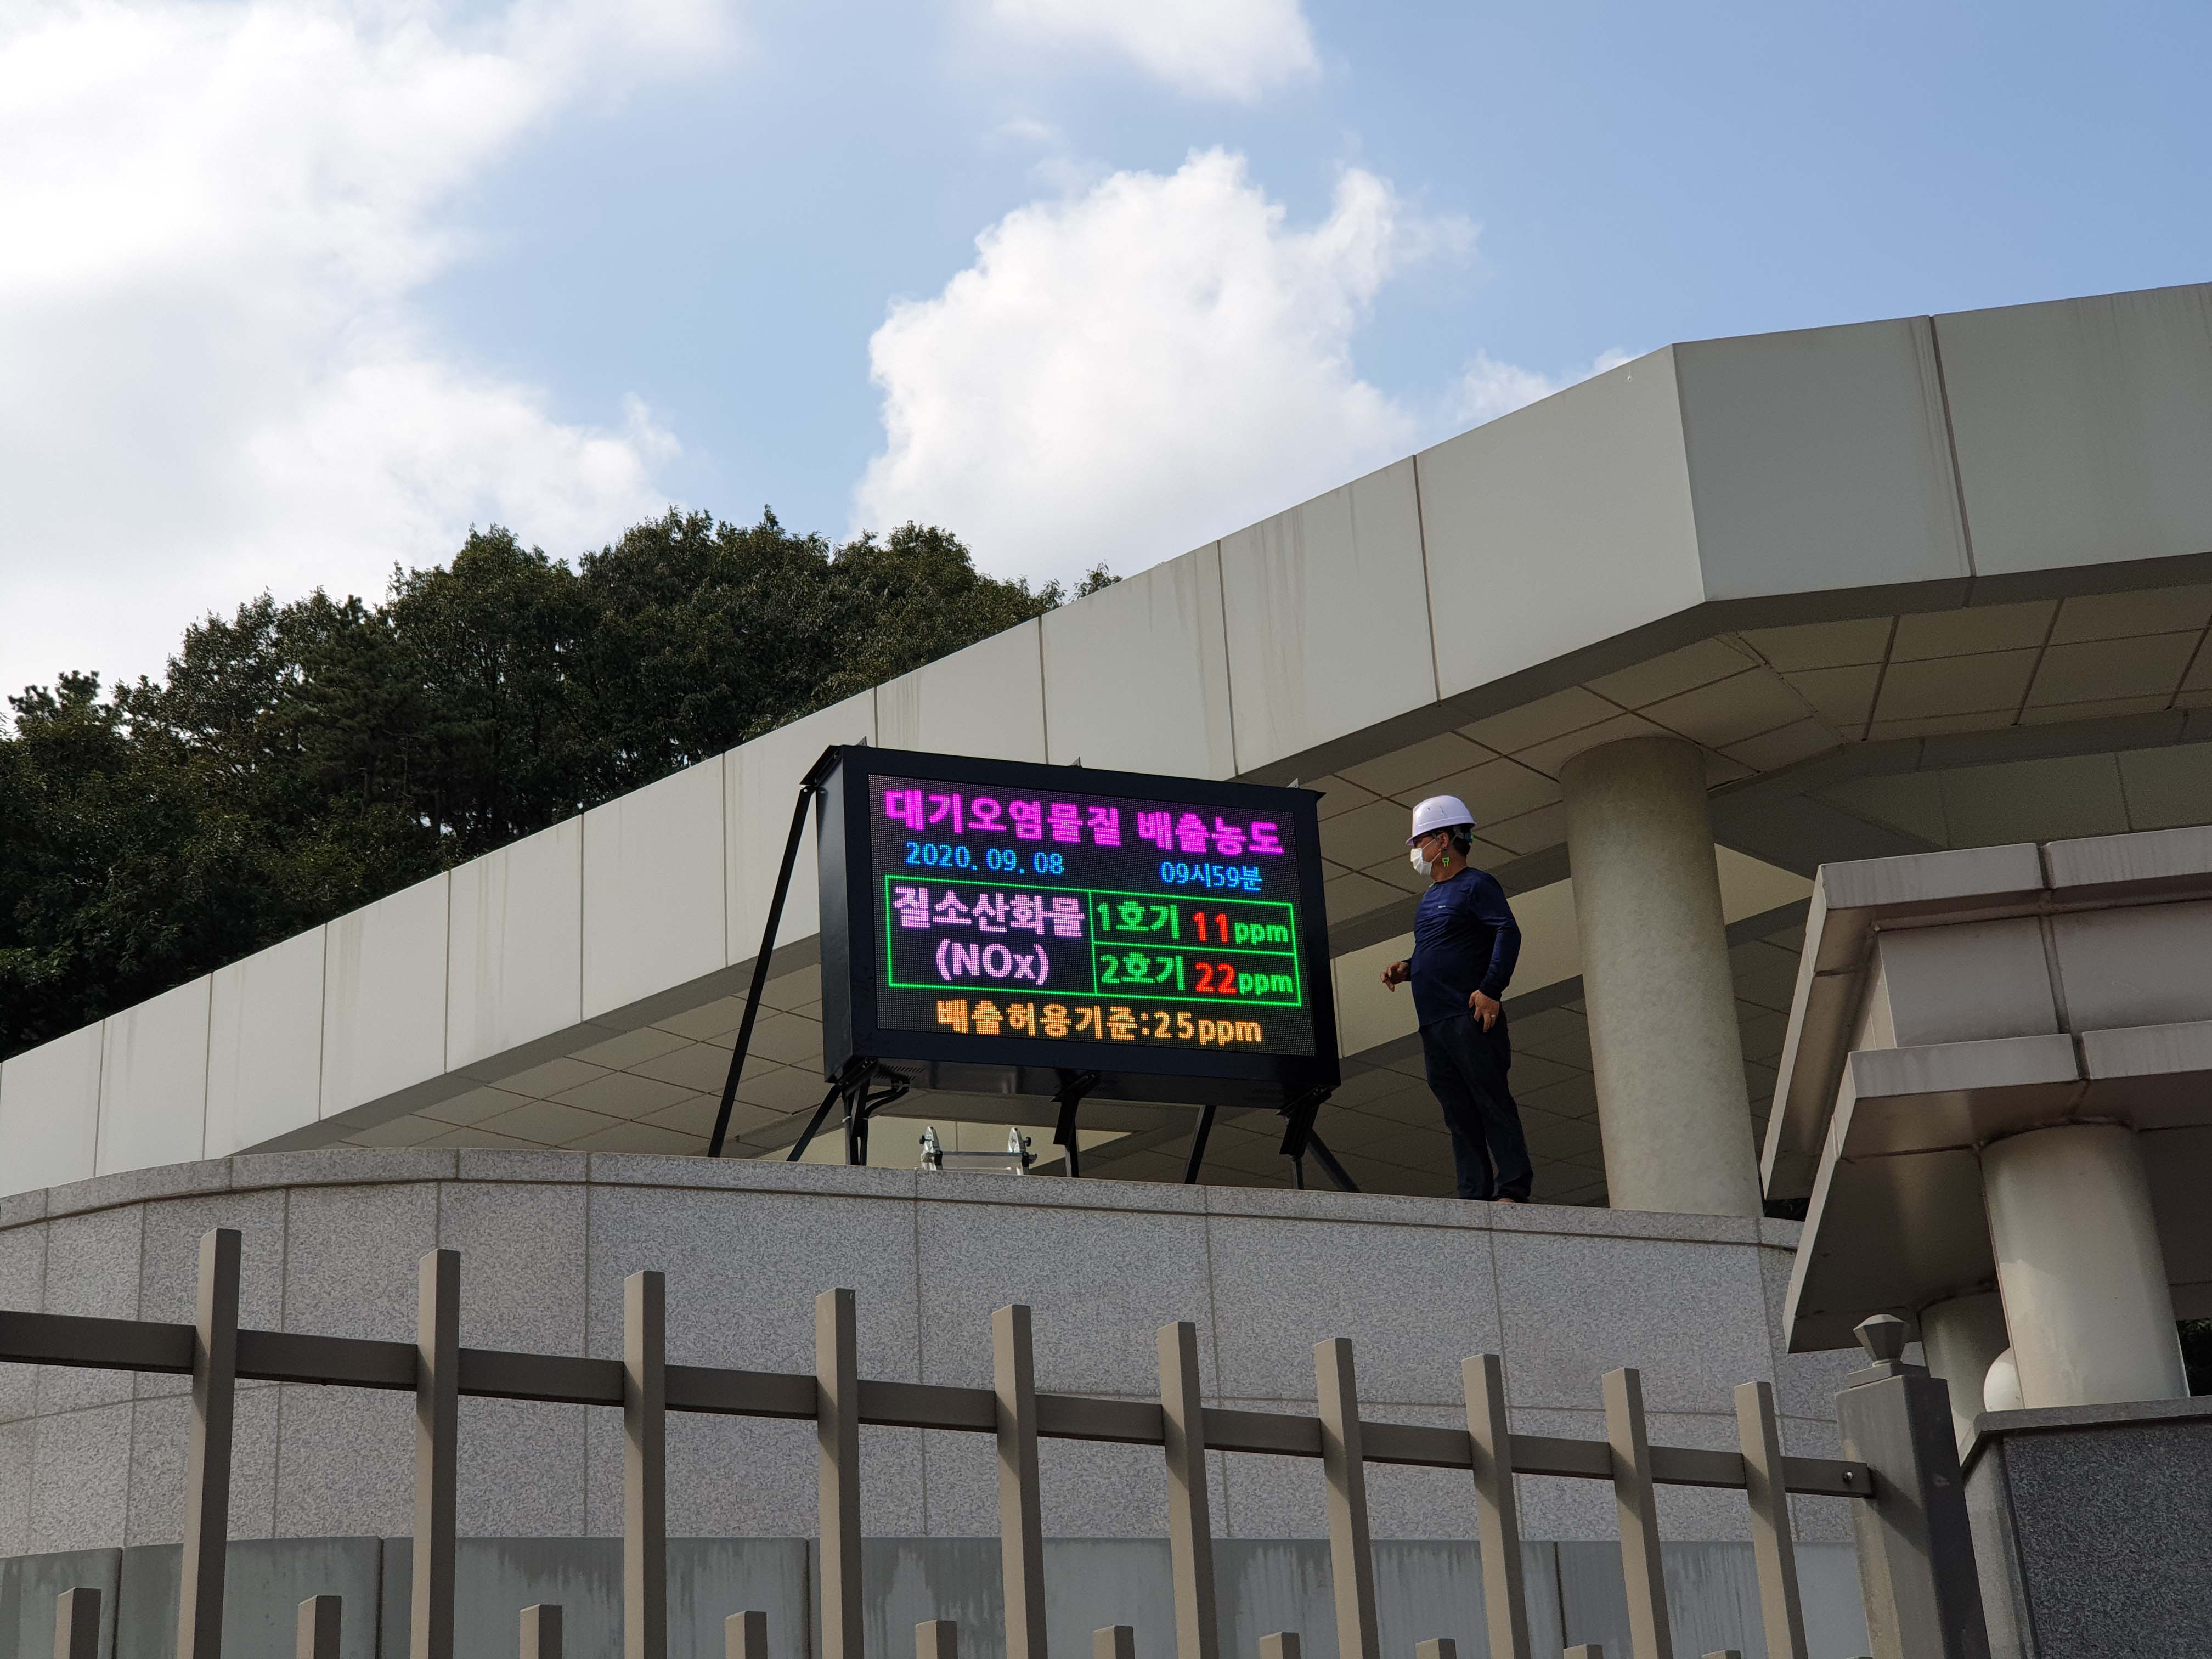 대기오염물질 배출농도
2020. 09. 08 09시59분
질소산화물 1호기 11ppm
(NOx) 2호기 22ppm
배출허용기준:25ppm